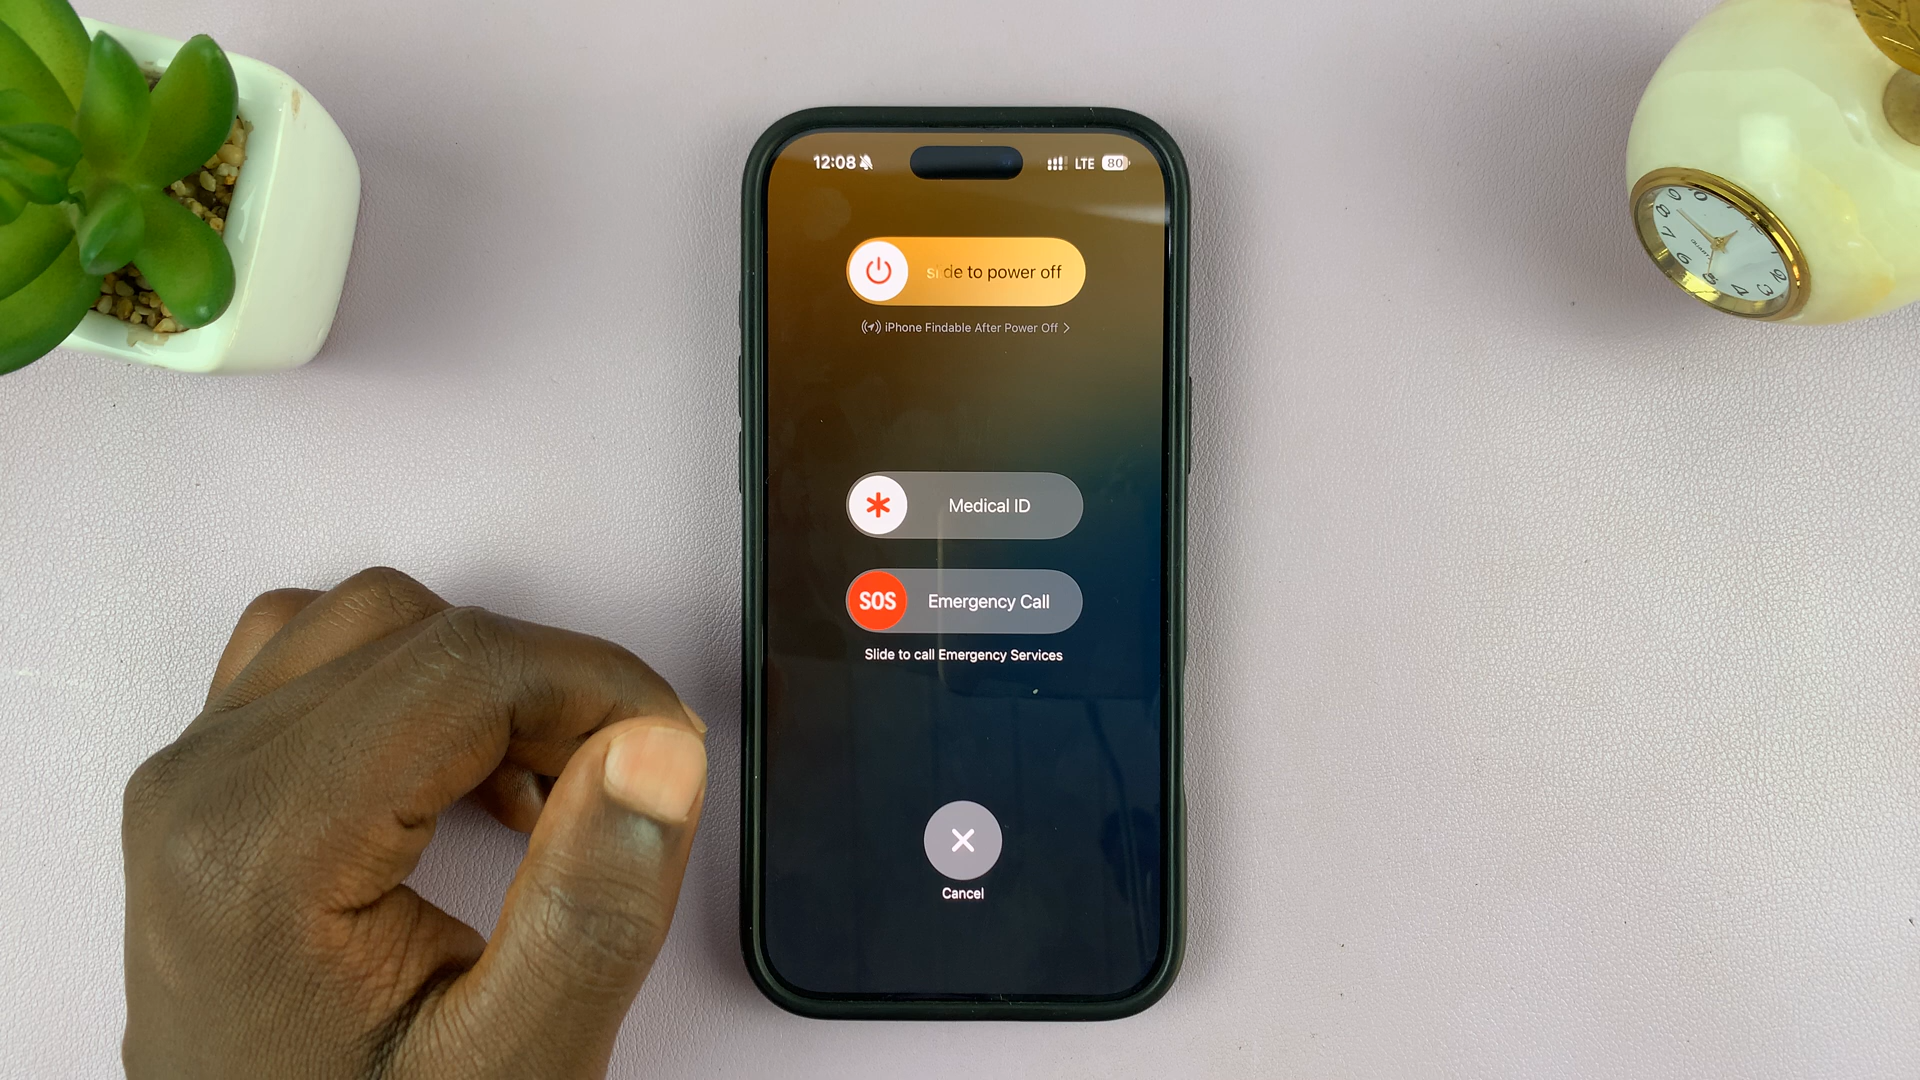 12:08 LTE 80
slide to power off
iPhone Findable After Power Off
Medical ID
SOS Emergency Call
Slide to call Emergency Services
Cancel
QUARTZ